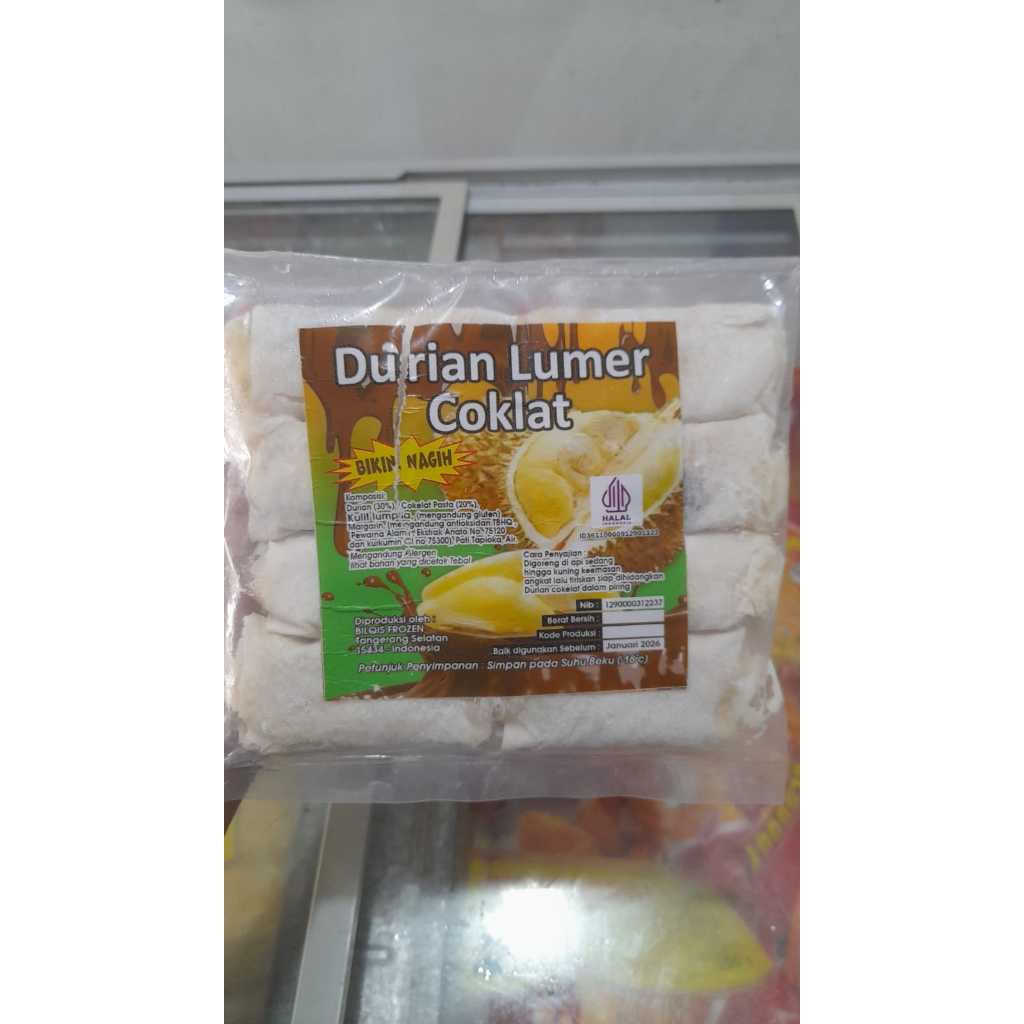 Durian Lumer
Coklat
BIKIN NAGIH
Komposisi:
Durian (30%), Cokelat Pasta (20%),
Kulit lumpia, (mengandung gluten)
Margarin, (mengandung antioksidan TBHQ
Pewarna Alami: Ekstrak Anato No. 75120
dan kurkumin CI no 75300), Pati Tapioka, Air
Mengandung Alergen
lihat bahan yang dicetak Tebal
HALAL
INDONESIA
Cara Penyajian :
Digoreng di api sedang
hingga kuning keemasan
angkat lalu tiriskan siap dihidangkan
Durian cokelat dalam piring
Diproduksi oleh :
BILQIS FROZEN
Tangerang Selatan
15434 - Indonesia
Nib : 1290000312237
Berat Bersih :
Kode Produksi :
Baik digunakan Sebelum : Januari 2026
Petunjuk Penyimpanan : Simpan pada Suhu Beku (-18°c)